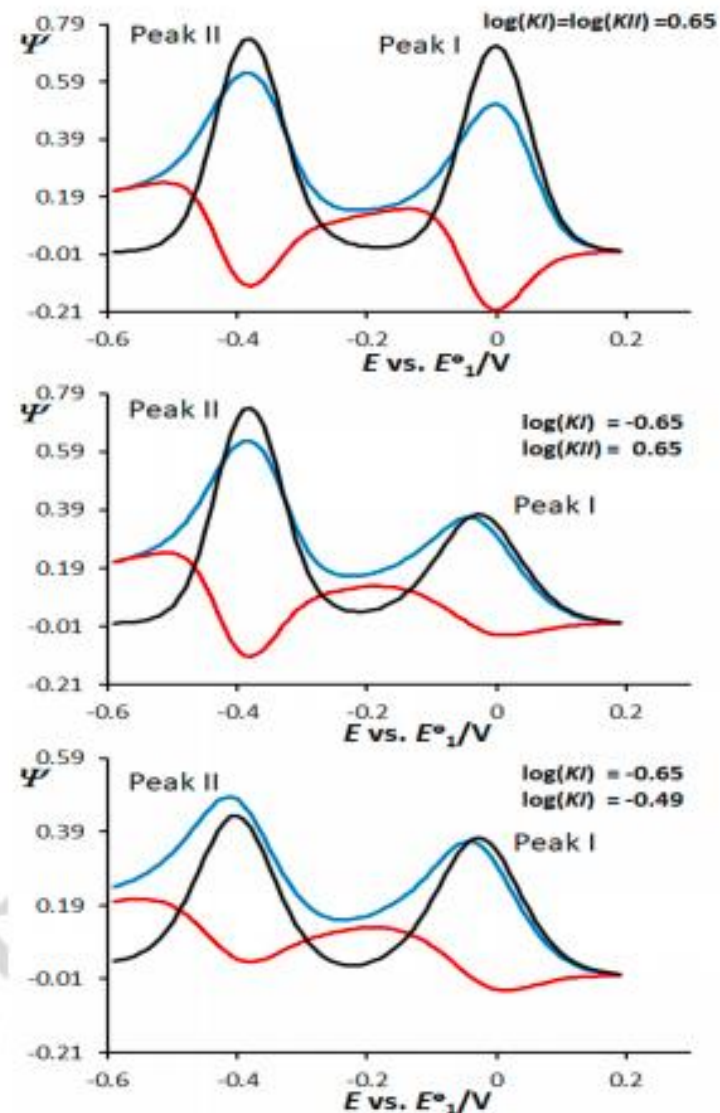 0.79
Ψ
Peak II
Peak I
log(KI)=log(KII) =0.65
0.59
0.39
0.19
-0.01
-0.21
-0.6
-0.4
-0.2
0
0.2
E vs. E°₁/V
0.79
Ψ
Peak II
log(KI) = -0.65
log(KII) = 0.65
0.59
0.39
Peak I
0.19
-0.01
-0.21
-0.6
-0.4
-0.2
0
0.2
E vs. E°₁/V
0.59
Ψ
Peak II
log(KI) = -0.65
log(KI) = -0.49
0.39
Peak I
0.19
-0.01
-0.21
-0.6
-0.4
-0.2
0
0.2
E vs. E°₁/V